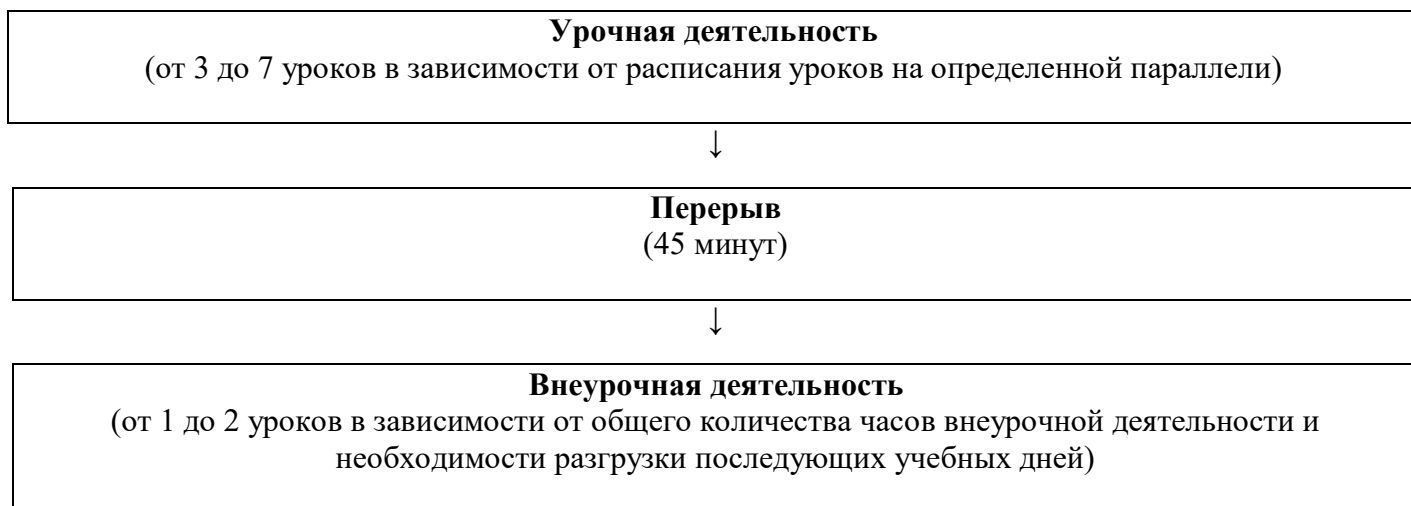 Урочная деятельность
(от 3 до 7 уроков в зависимости от расписания уроков на определенной параллели)
↓
Перерыв
(45 минут)
↓
Внеурочная деятельность
(от 1 до 2 уроков в зависимости от общего количества часов внеурочной деятельности и
необходимости разгрузки последующих учебных дней)